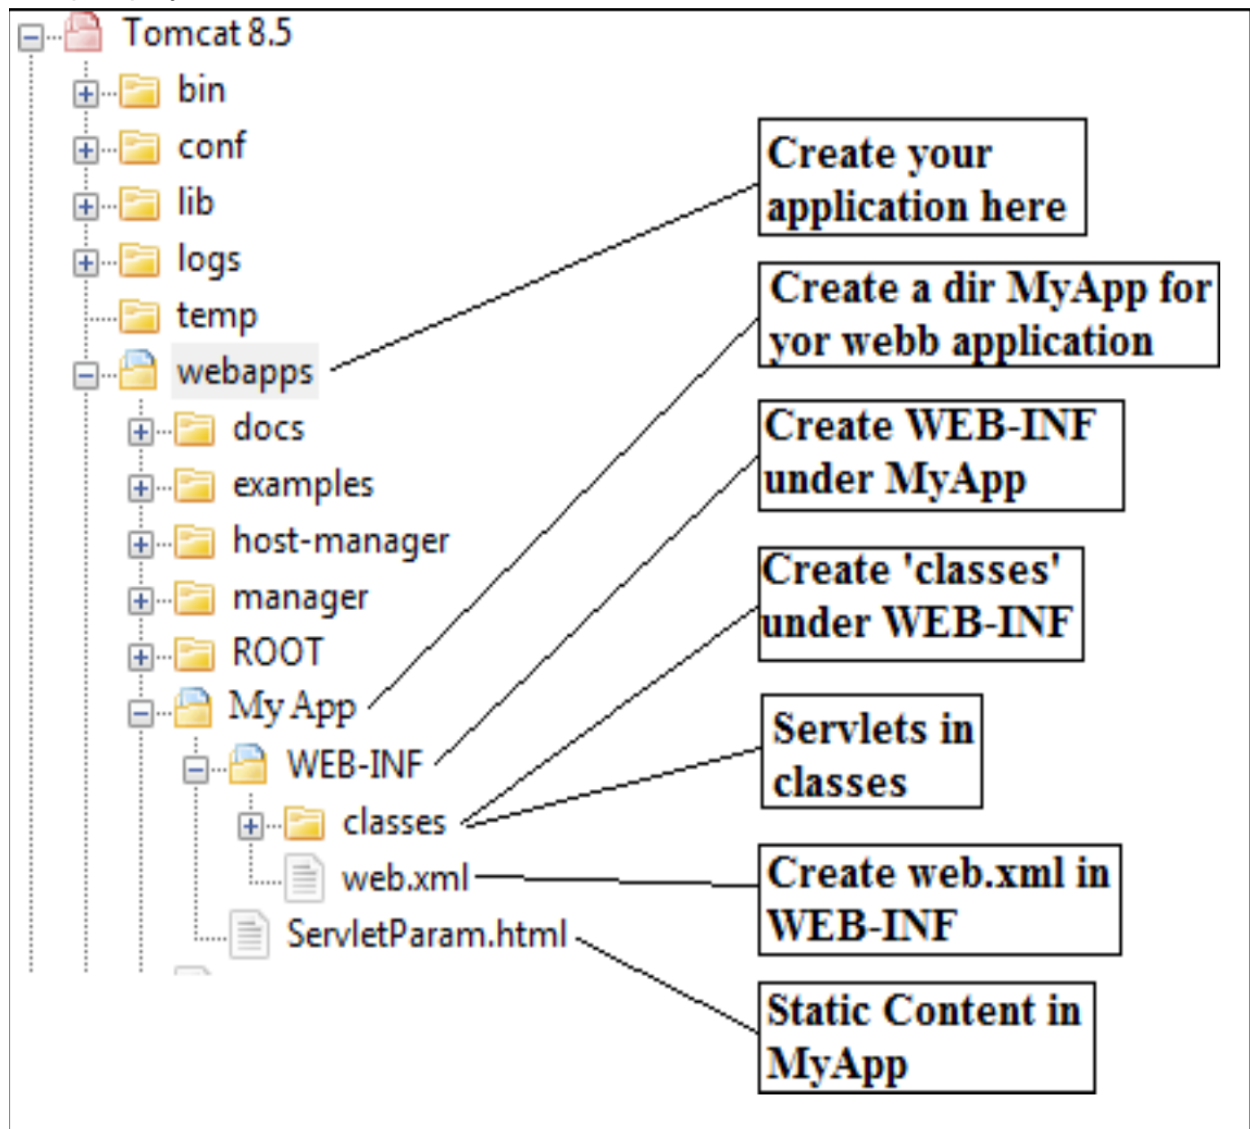 Tomcat 8.5
bin
conf
lib
logs
temp
webapps
docs
examples
host-manager
manager
ROOT
My App
WEB-INF
classes
web.xml
ServletParam.html
Create your
application here
Create a dir MyApp for
yor webb application
Create WEB-INF
under MyApp
Create 'classes'
under WEB-INF
Servlets in
classes
Create web.xml in
WEB-INF
Static Content in
MyApp